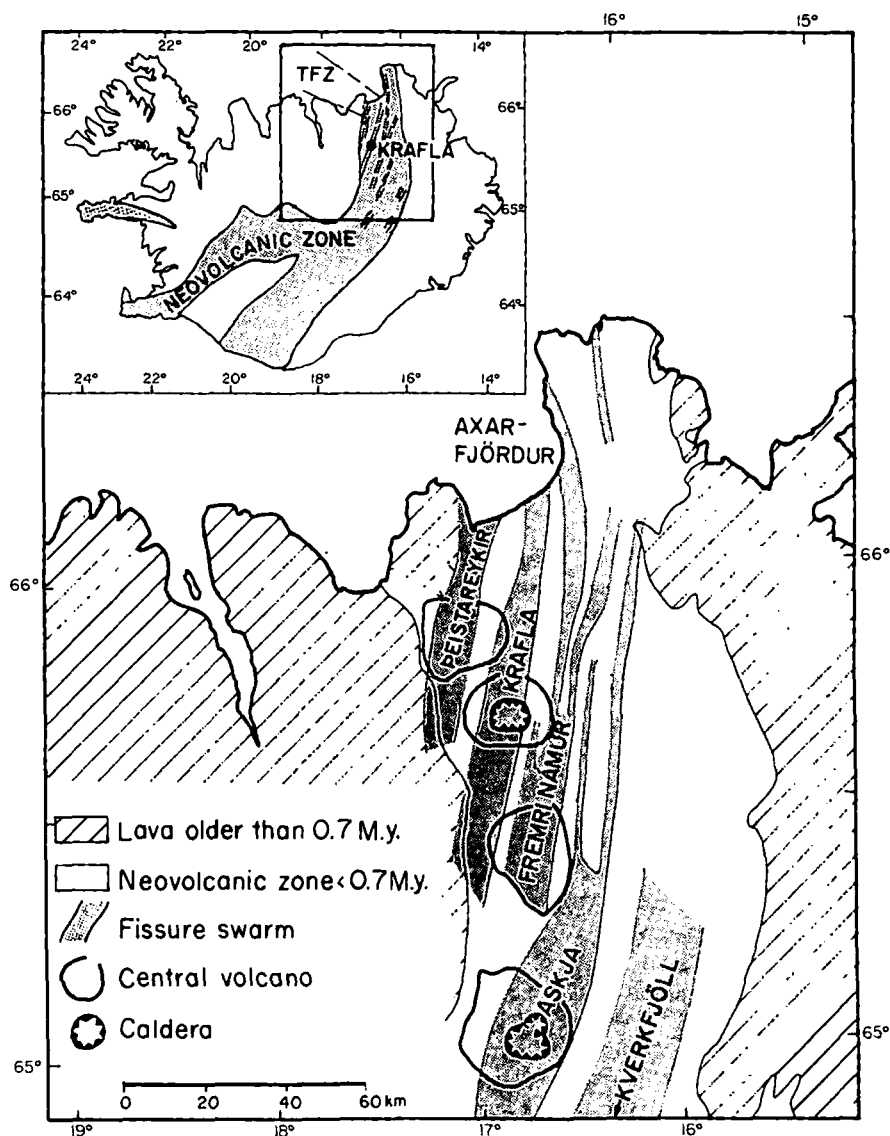 16°
15°
24°
22°
20°
14°
TFZ
66°
66°
KRAFLA
65°
65°
NEOVOLCANIC ZONE
64°
64°
24°
22°
20°
18°
16°
14°
AXAR-
FJÖRDUR
66°
66°
PEISTAREYKIR
KRAFLA
FREMRI NÁMUR
ASKJA
KVERKFJÖLL
Lava older than 0.7 M.y.
Neovolcanic zone<0.7M.y.
Fissure swarm
Central volcano
Caldera
65°
65°
0 20 40 60 km
19°
18°
17°
16°